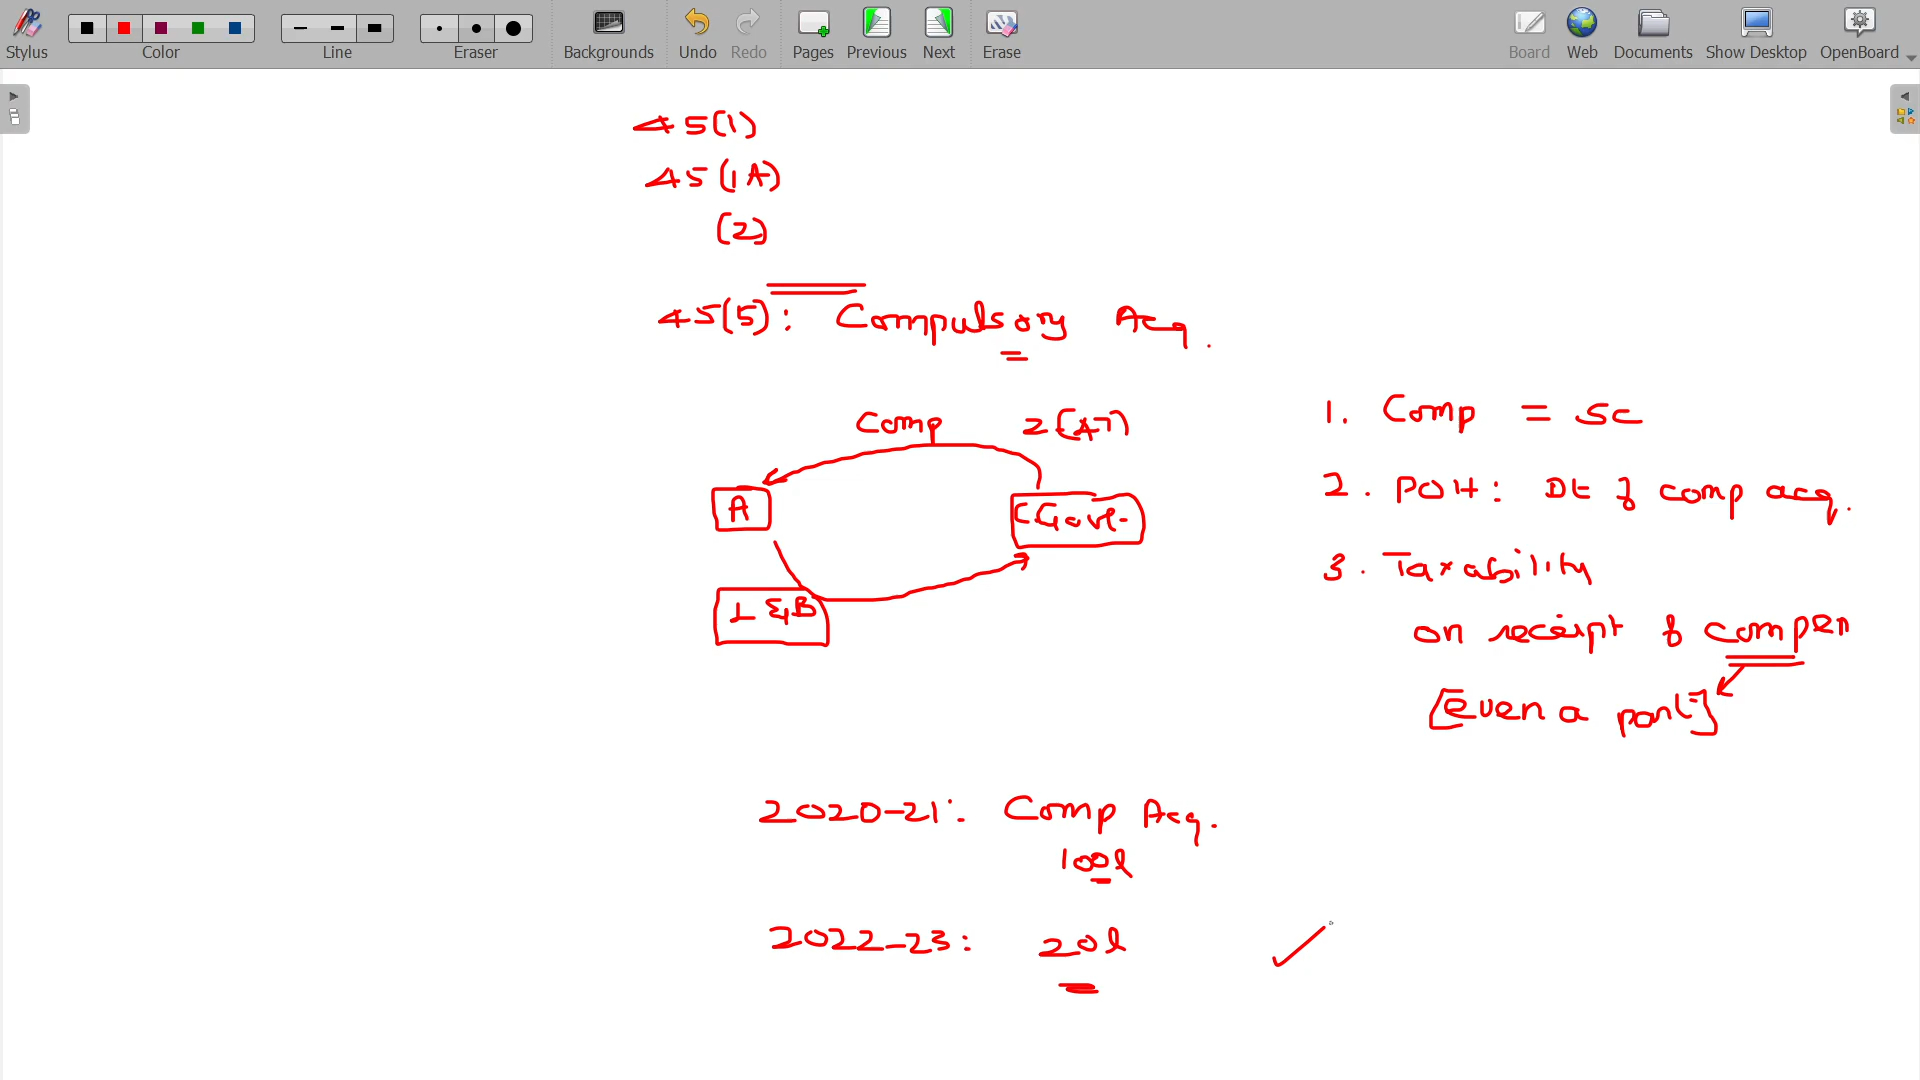 Stylus Color Line Eraser Backgrounds Undo Redo Pages Previous Next Erase Board Web Documents Show Desktop OpenBoard
45(1)
45(1A)
(2)
45(5): Compulsory Acq.
Comp 2(47)
A
CGovt
L & B
1. Comp = SC
2. POH: Dt of comp acq.
3. Taxability
on receipt of compen
[Even a part]
2020-21: Comp Acq.
100l
2022-23: 20l